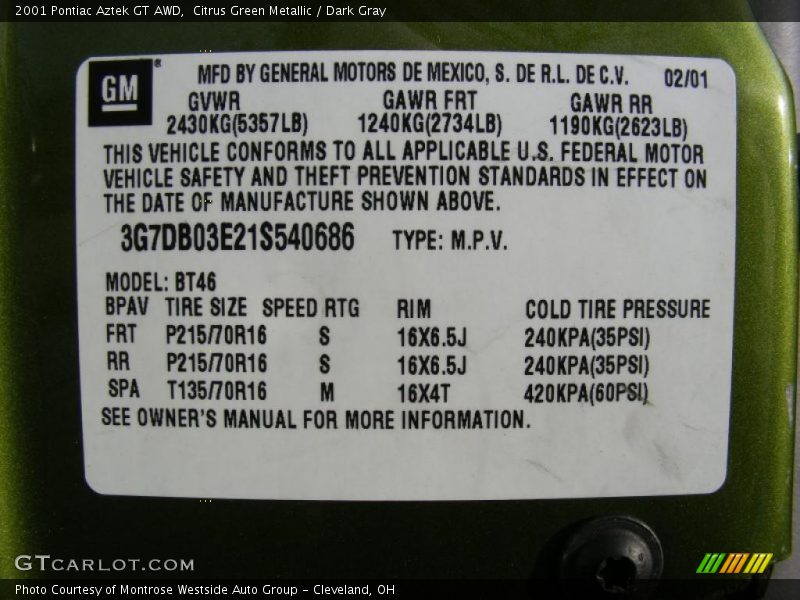 2001 Pontiac Aztek GT AWD,  Citrus Green Metallic / Dark Gray
GM ® MFD BY GENERAL MOTORS DE MEXICO, S. DE R.L. DE C.V. 02/01
GVWR GAWR FRT GAWR RR
2430KG(5357LB) 1240KG(2734LB) 1190KG(2623LB)
THIS VEHICLE CONFORMS TO ALL APPLICABLE U.S. FEDERAL MOTOR
VEHICLE SAFETY AND THEFT PREVENTION STANDARDS IN EFFECT ON
THE DATE OF MANUFACTURE SHOWN ABOVE.
3G7DB03E21S540686 TYPE: M.P.V.
MODEL: BT46
BPAV TIRE SIZE SPEED RTG RIM COLD TIRE PRESSURE
FRT P215/70R16 S 16X6.5J 240KPA(35PSI)
RR P215/70R16 S 16X6.5J 240KPA(35PSI)
SPA T135/70R16 M 16X4T 420KPA(60PSI)
SEE OWNER'S MANUAL FOR MORE INFORMATION.
GTCARLOT.COM
Photo Courtesy of Montrose Westside Auto Group - Cleveland, OH